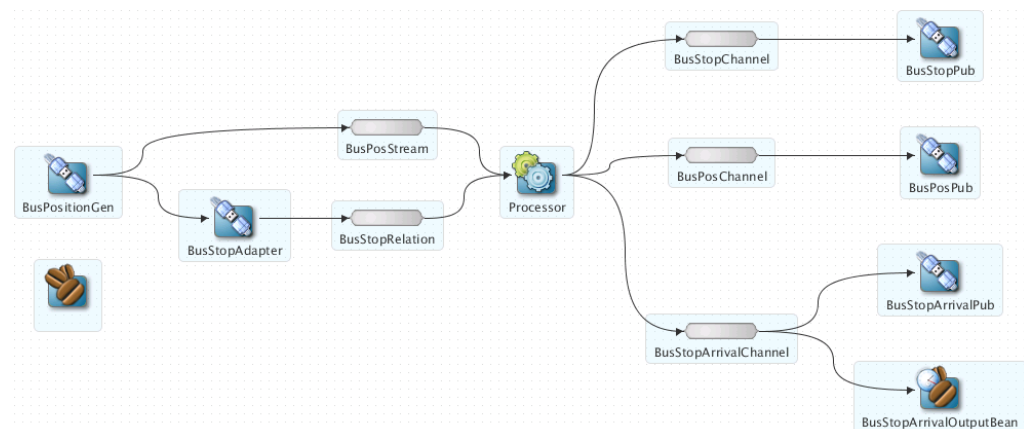 BusStopChannel
BusStopPub
BusPosStream
BusPosChannel
BusPosPub
BusPositionGen
Processor
BusStopAdapter
BusStopRelation
BusStopArrivalPub
BusStopArrivalChannel
BusStopArrivalOutputBean